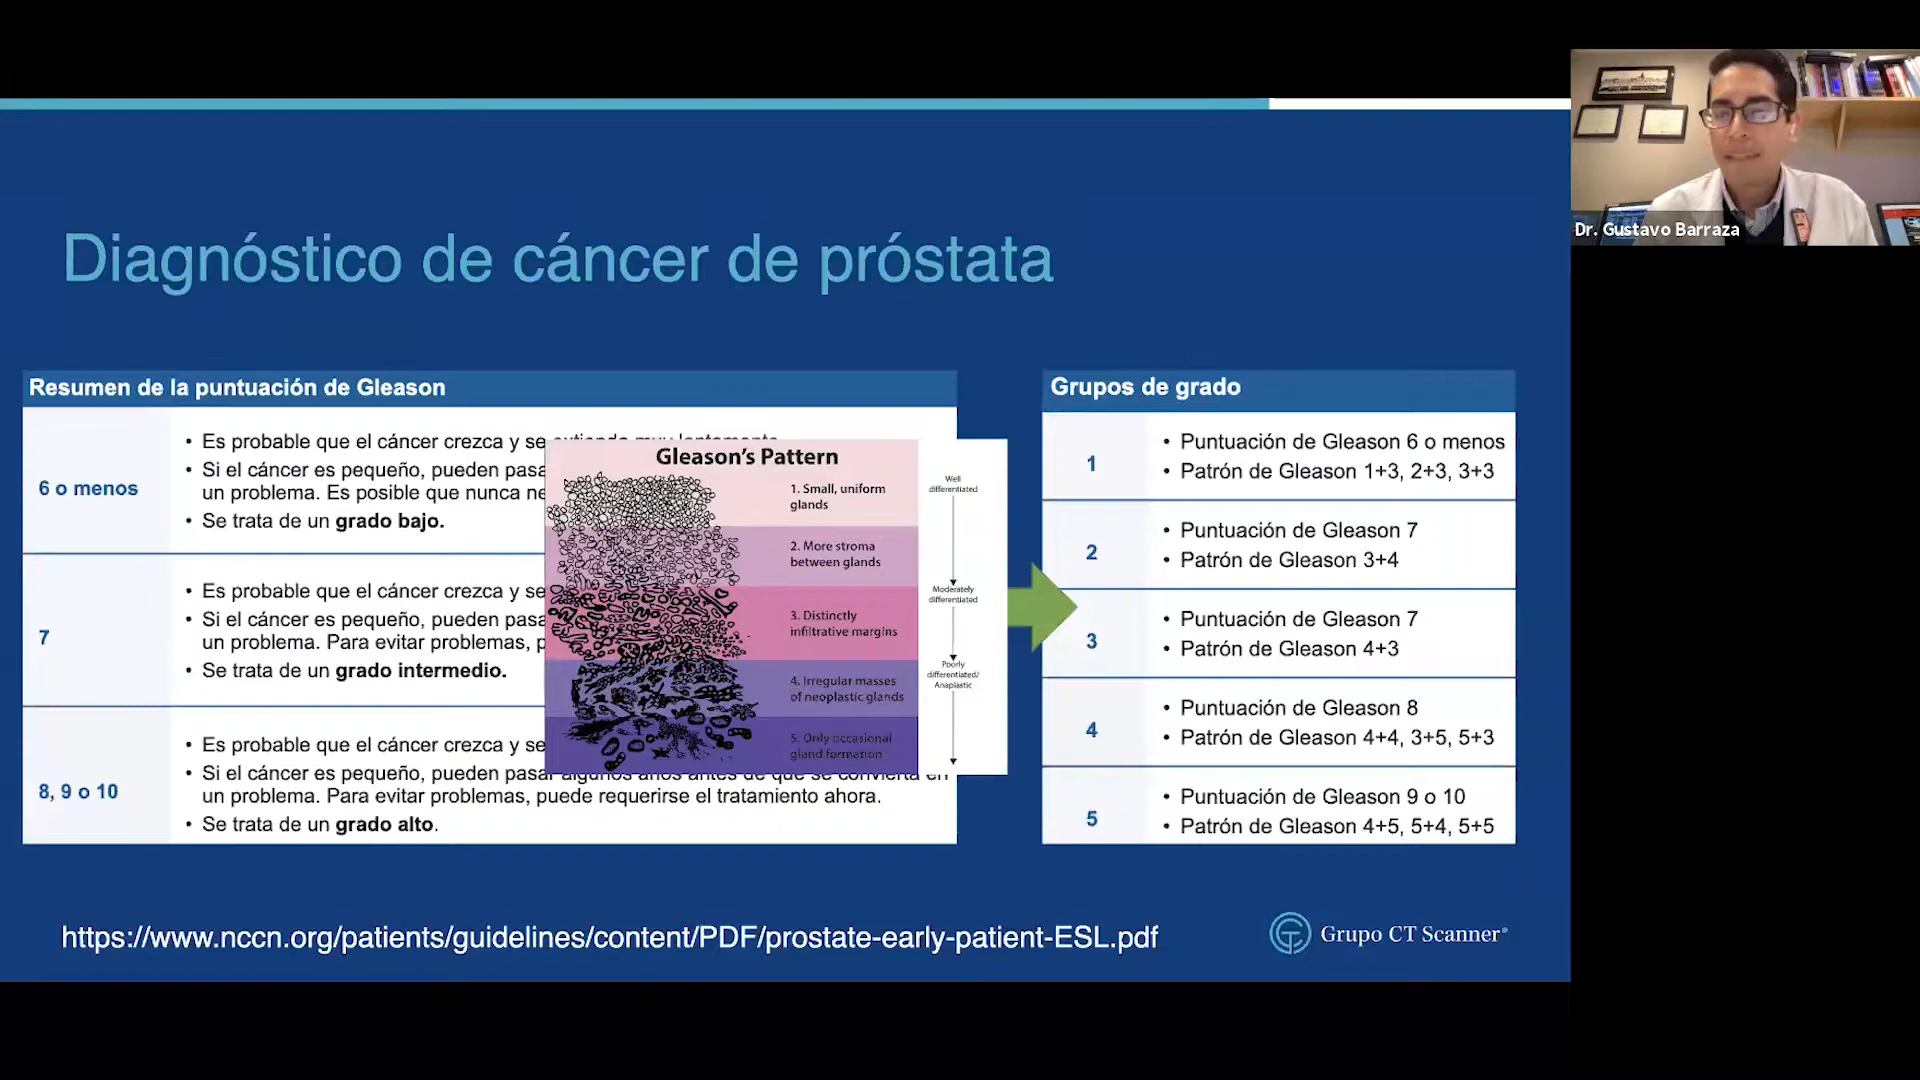 Dr. Gustavo Barraza
Diagnóstico de cáncer de próstata
Resumen de la puntuación de Gleason
6 o menos
• Es probable que el cáncer crezca y se extienda muy lentamente
• Si el cáncer es pequeño, pueden pasa
un problema. Es posible que nunca ne
• Se trata de un grado bajo.
7
• Es probable que el cáncer crezca y se
• Si el cáncer es pequeño, pueden pasa
un problema. Para evitar problemas, p
• Se trata de un grado intermedio.
8, 9 o 10
• Es probable que el cáncer crezca y se
• Si el cáncer es pequeño, pueden pasar algunos años antes de que se convierta en
un problema. Para evitar problemas, puede requerirse el tratamiento ahora.
• Se trata de un grado alto.
Gleason's Pattern
1. Small, uniform
glands
2. More stroma
between glands
3. Distinctly
infiltrative margins
4. Irregular masses
of neoplastic glands
5. Only occasional
gland formation
Well
differentiated
Moderately
differentiated
Poorly
differentiated/
Anaplastic
Grupos de grado
1
• Puntuación de Gleason 6 o menos
• Patrón de Gleason 1+3, 2+3, 3+3
2
• Puntuación de Gleason 7
• Patrón de Gleason 3+4
3
• Puntuación de Gleason 7
• Patrón de Gleason 4+3
4
• Puntuación de Gleason 8
• Patrón de Gleason 4+4, 3+5, 5+3
5
• Puntuación de Gleason 9 o 10
• Patrón de Gleason 4+5, 5+4, 5+5
https://www.nccn.org/patients/guidelines/content/PDF/prostate-early-patient-ESL.pdf
Grupo CT Scanner®